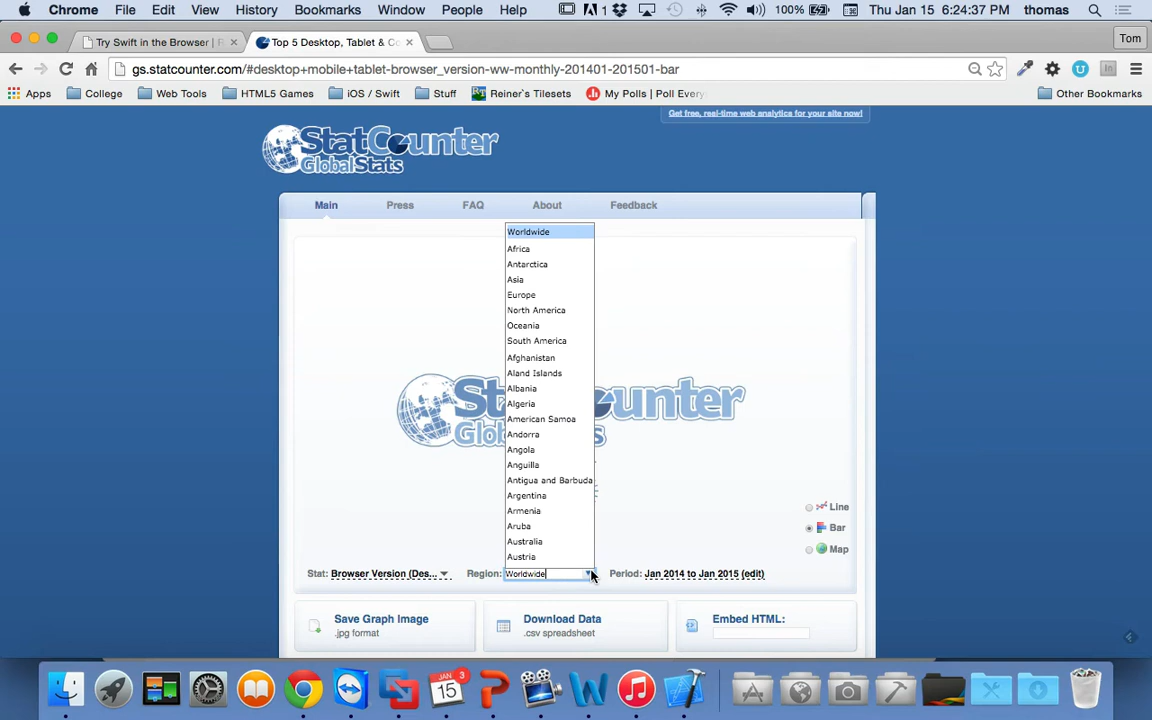 Chrome File Edit View History Bookmarks Window People Help 1 100% Thu Jan 15 6:24:37 PM thomas
Try Swift in the Browser | Top 5 Desktop, Tablet & Co Tom
gs.statcounter.com/#desktop+mobile+tablet-browser_version-ww-monthly-201401-201501-bar
Apps College Web Tools HTML5 Games iOS / Swift Stuff Reiner's Tilesets My Polls | Poll Every Other Bookmarks
Get free, real-time web analytics for your site now!
StatCounter
GlobalStats
Main Press FAQ About Feedback
Worldwide
Africa
Antarctica
Asia
Europe
North America
Oceania
South America
Afghanistan
Aland Islands
Albania
Algeria
American Samoa
Andorra
Angola
Anguilla
Antigua and Barbuda
Argentina
Armenia
Aruba
Australia
Austria
Line
Bar
Map
Stat: Browser Version (Des... Region: Worldwide Period: Jan 2014 to Jan 2015 (edit)
Save Graph Image
.jpg format
Download Data
.csv spreadsheet
Embed HTML:
JAN 15 3